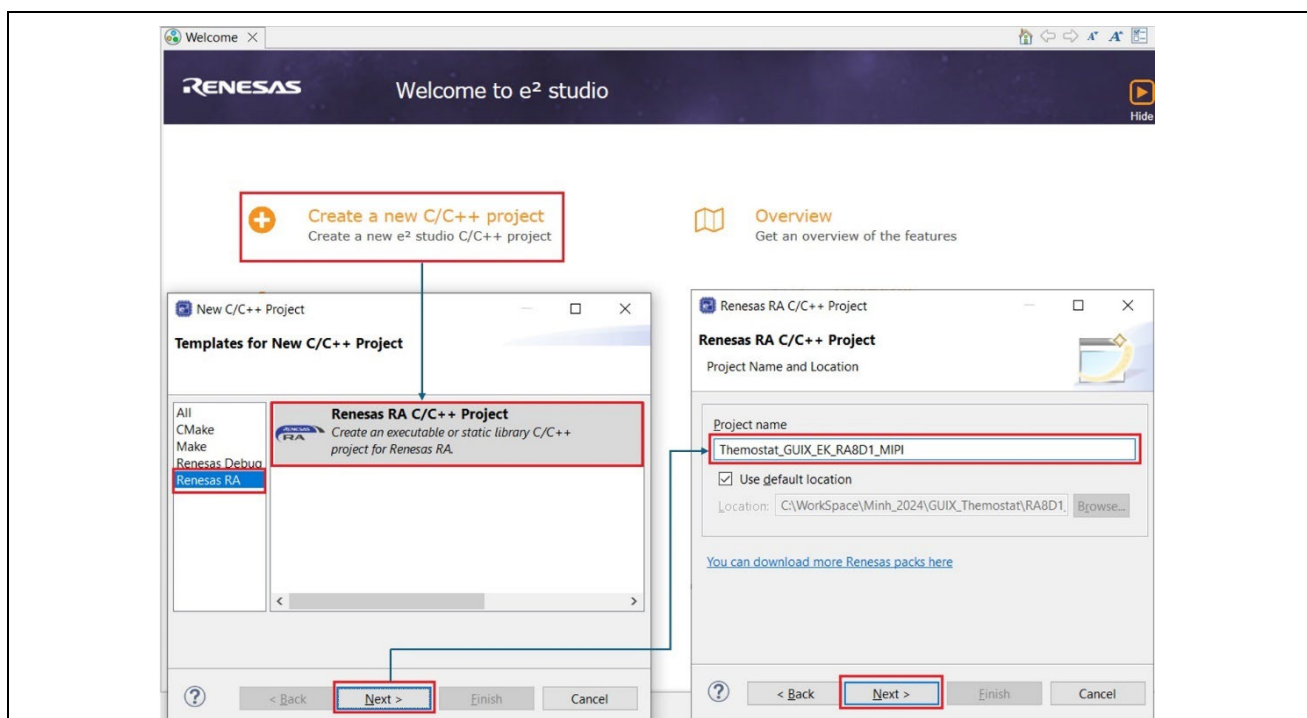 Welcome
RENESAS
Welcome to e² studio
Hide
Create a new C/C++ project
Create a new e² studio C/C++ project
Overview
Get an overview of the features
New C/C++ Project
Templates for New C/C++ Project
All
CMake
Make
Renesas Debug
Renesas RA
RENESAS
RA
Renesas RA C/C++ Project
Create an executable or static library C/C++
project for Renesas RA.
< Back
Next >
Finish
Cancel
Renesas RA C/C++ Project
Renesas RA C/C++ Project
Project Name and Location
Project name
Themostat_GUIX_EK_RA8D1_MIPI
Use default location
Location:
C:\WorkSpace\Minh_2024\GUIX_Themostat\RA8D1_
Browse...
You can download more Renesas packs here
< Back
Next >
Finish
Cancel